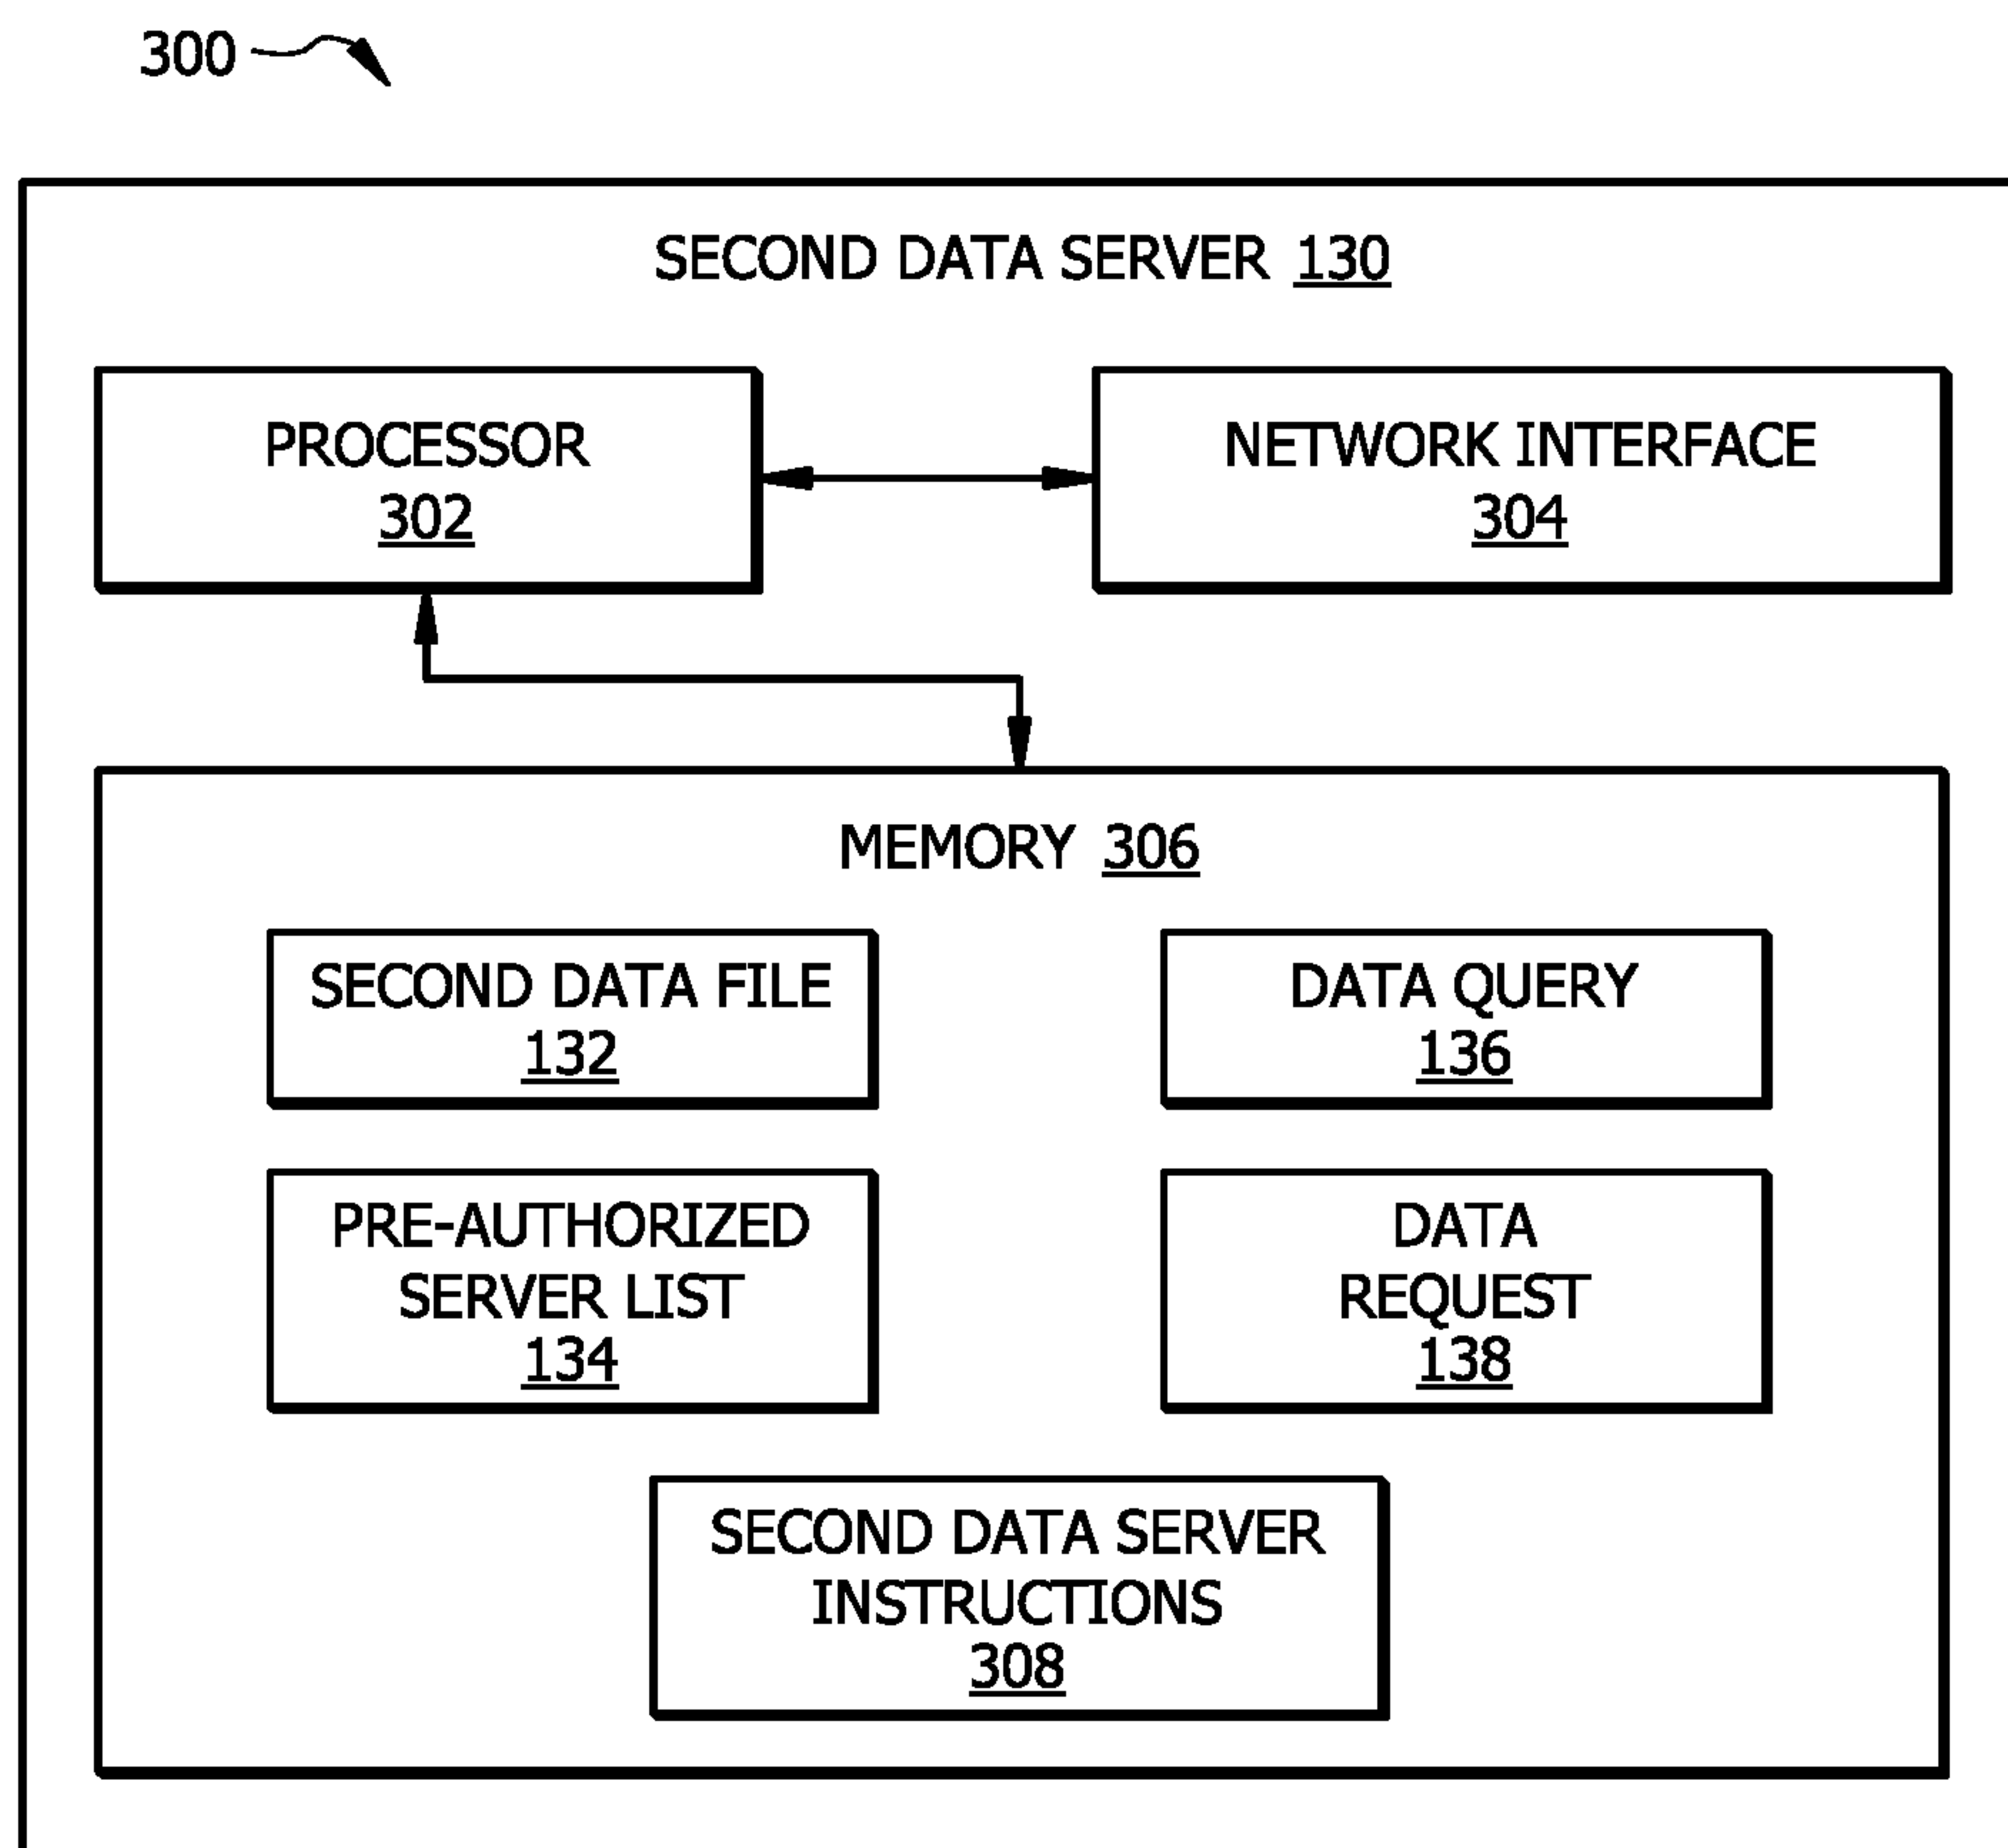 300
SECOND DATA SERVER 130
PROCESSOR
302
NETWORK INTERFACE
304
MEMORY 306
SECOND DATA FILE
132
DATA QUERY
136
PRE-AUTHORIZED
SERVER LIST
134
DATA
REQUEST
138
SECOND DATA SERVER
INSTRUCTIONS
308